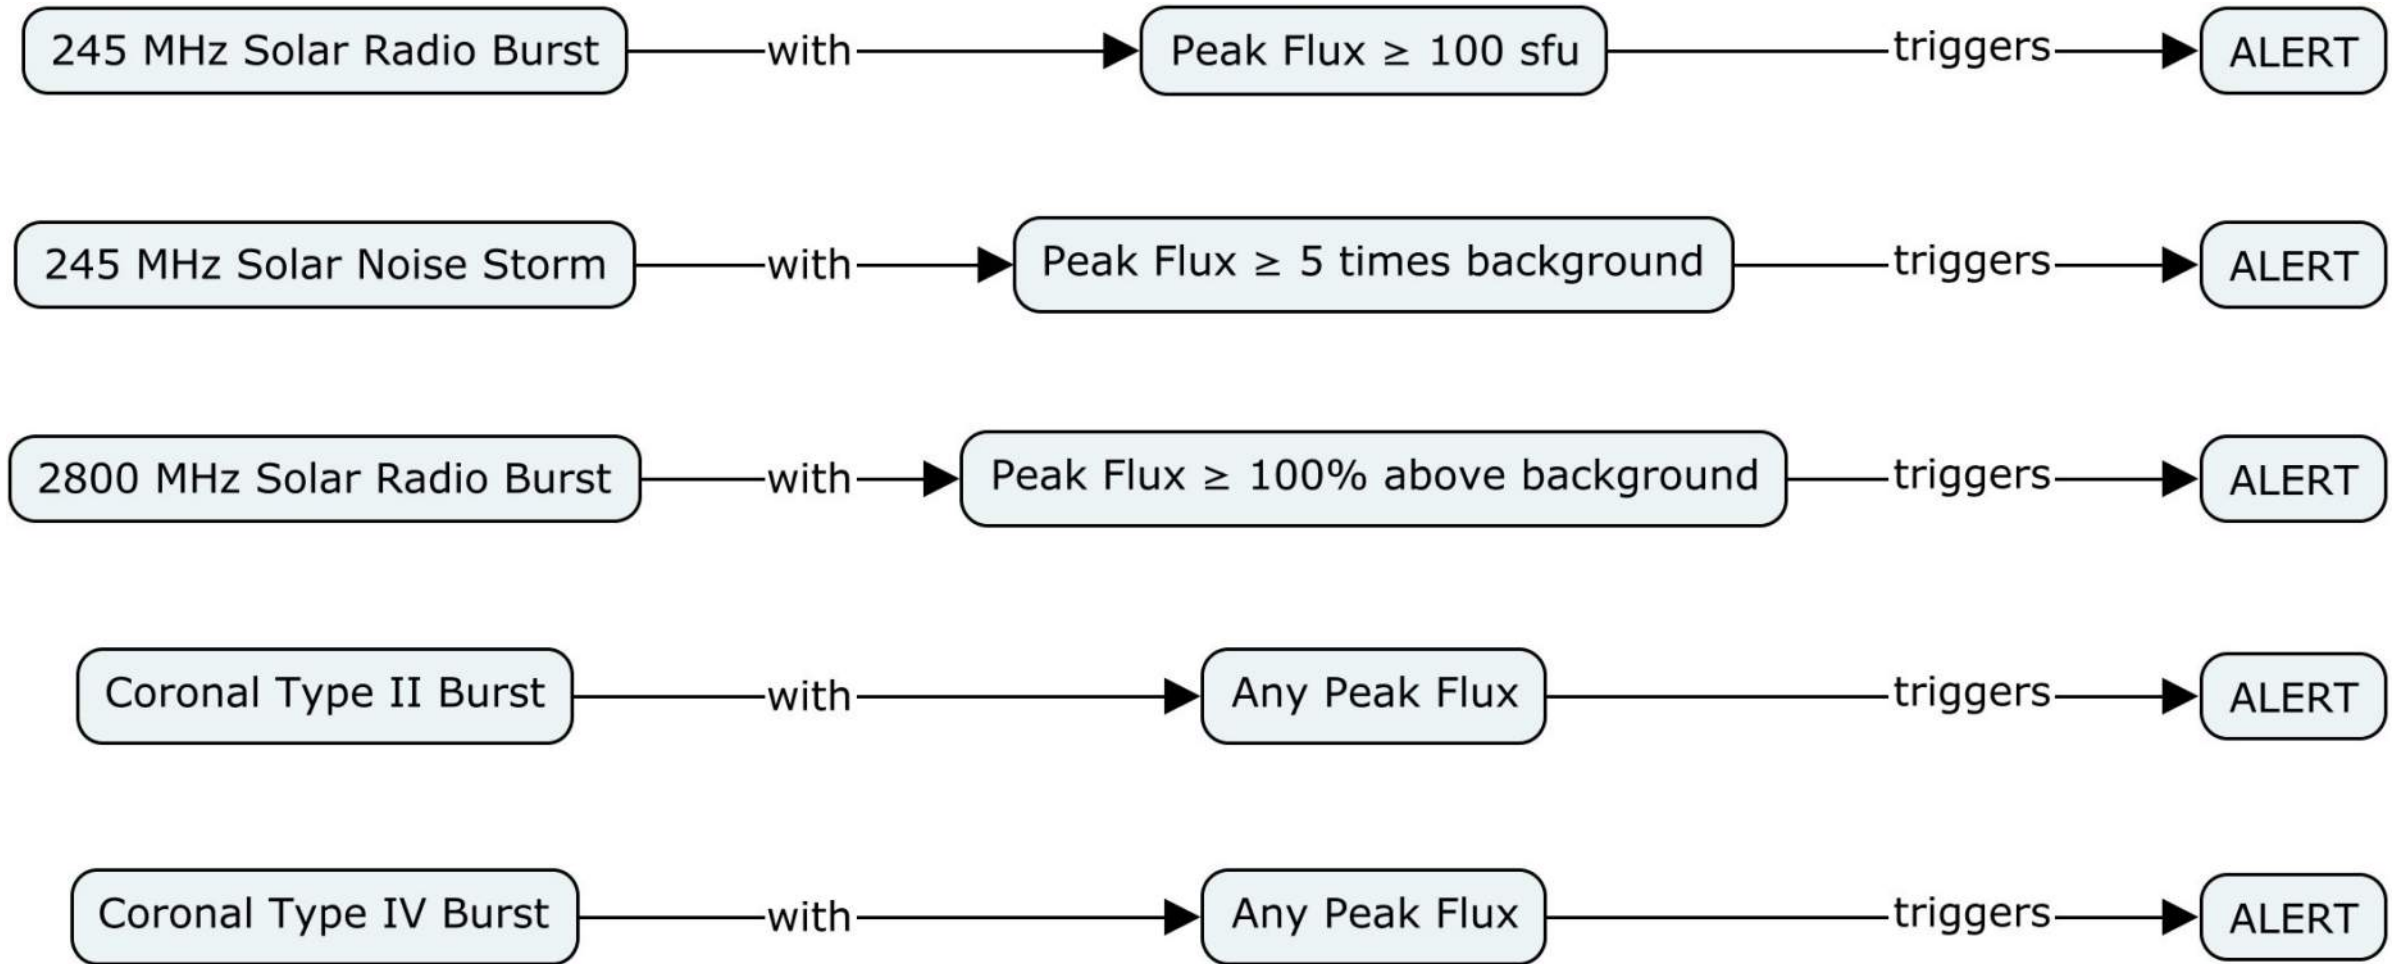 245 MHz Solar Radio Burst with Peak Flux ≥ 100 sfu triggers ALERT
245 MHz Solar Noise Storm with Peak Flux ≥ 5 times background triggers ALERT
2800 MHz Solar Radio Burst with Peak Flux ≥ 100% above background triggers ALERT
Coronal Type II Burst with Any Peak Flux triggers ALERT
Coronal Type IV Burst with Any Peak Flux triggers ALERT